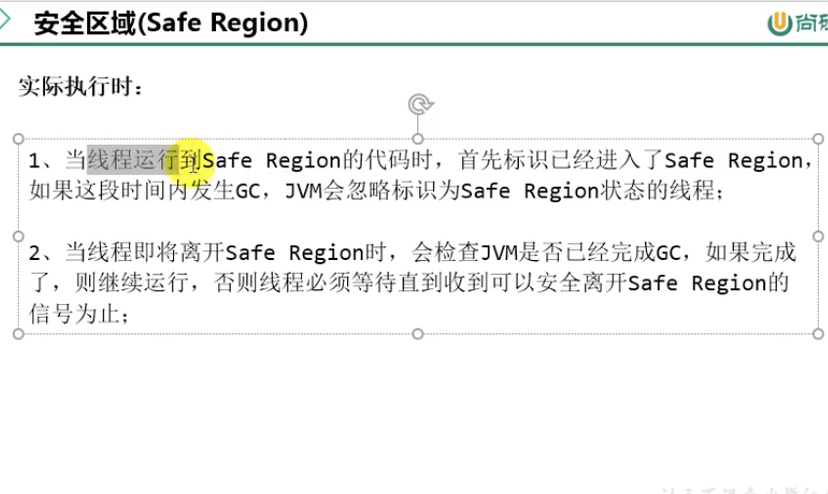 安全区域(Safe Region)
尚硅
实际执行时：
1、当线程运行到Safe Region的代码时，首先标识已经进入了Safe Region，
如果这段时间内发生GC，JVM会忽略标识为Safe Region状态的线程；
2、当线程即将离开Safe Region时，会检查JVM是否已经完成GC，如果完成
了，则继续运行，否则线程必须等待直到收到可以安全离开Safe Region的
信号为止；